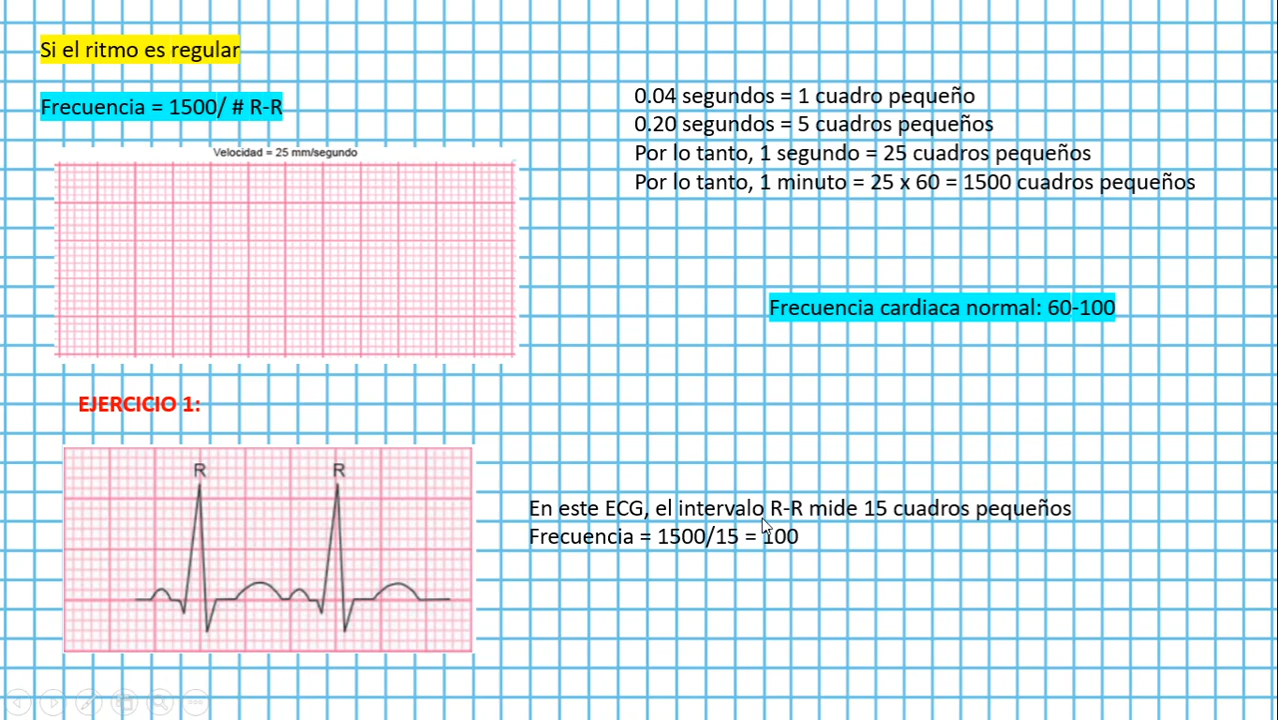 Si el ritmo es regular
Frecuencia = 1500/ # R-R
0.04 segundos = 1 cuadro pequeño
0.20 segundos = 5 cuadros pequeños
Por lo tanto, 1 segundo = 25 cuadros pequeños
Por lo tanto, 1 minuto = 25 x 60 = 1500 cuadros pequeños
Velocidad = 25 mm/segundo
Frecuencia cardiaca normal: 60-100
EJERCICIO 1:
R R
En este ECG, el intervalo R-R mide 15 cuadros pequeños
Frecuencia = 1500/15 = 100